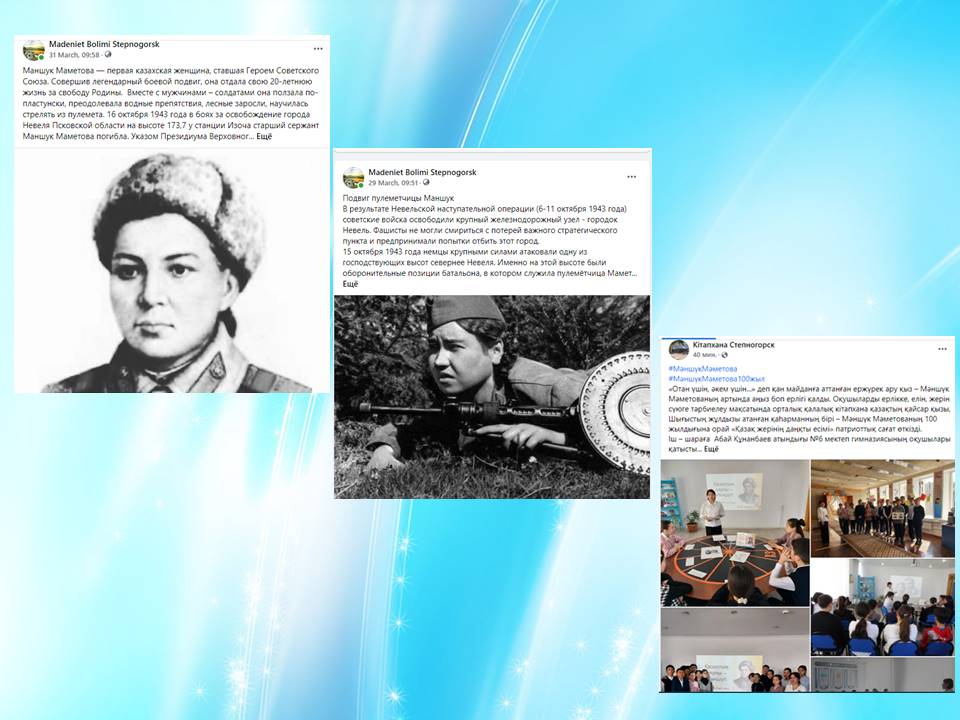 Madeniet Bolimi Stepnogorsk
31 March, 09:58 ·
Маншук Маметова — первая казахская женщина, ставшая Героем Советского
Союза. Совершив легендарный боевой подвиг, она отдала свою 20-летнюю
жизнь за свободу Родины. Вместе с мужчинами – солдатами она ползала по-
пластунски, преодолевала водные препятствия, лесные заросли, научилась
стрелять из пулемета. 16 октября 1943 года в боях за освобождение города
Невеля Псковской области на высоте 173,7 у станции Изоча старший сержант
Маншук Маметова погибла. Указом Президиума Верховног... Ещё
Madeniet Bolimi Stepnogorsk
29 March, 09:51 ·
Подвиг пулеметчицы Маншук
В результате Невельской наступательной операции (6-11 октября 1943 года)
советские войска освободили крупный железнодорожный узел - городок
Невель. Фашисты не могли смириться с потерей важного стратегического
пункта и предпринимали попытки отбить этот город.
15 октября 1943 года немцы крупными силами атаковали одну из
господствующих высот севернее Невеля. Именно на этой высоте были
оборонительные позиции батальона, в котором служила пулемётчица Мамет...
Ещё
Кітапхана Степногорск
40 мин. ·
#МәншүкМәметова
#МәншүкМәметова100жыл
«Отан үшін, әкем үшін...» деп қан майданға аттанған ержүрек ару қыз – Мәншүк
Мәметованың артында аңыз боп ерлігі қалды. Оқушыларды ерлікке, елін, жерін
сүюге тәрбиелеу мақсатында орталық қалалық кітапхана қазақтың қайсар қызы,
Шығыстың жұлдызы атанған қаһарманның бірі – Мәншүк Мәметованың 100
жылдығына орай «Қазақ жерінің даңқты есімі» патриоттық сағат өткізді.
Іш – шараға Абай Құнанбаев атындағы №6 мектеп гимназиясының оқушылары
қатысты... Ещё